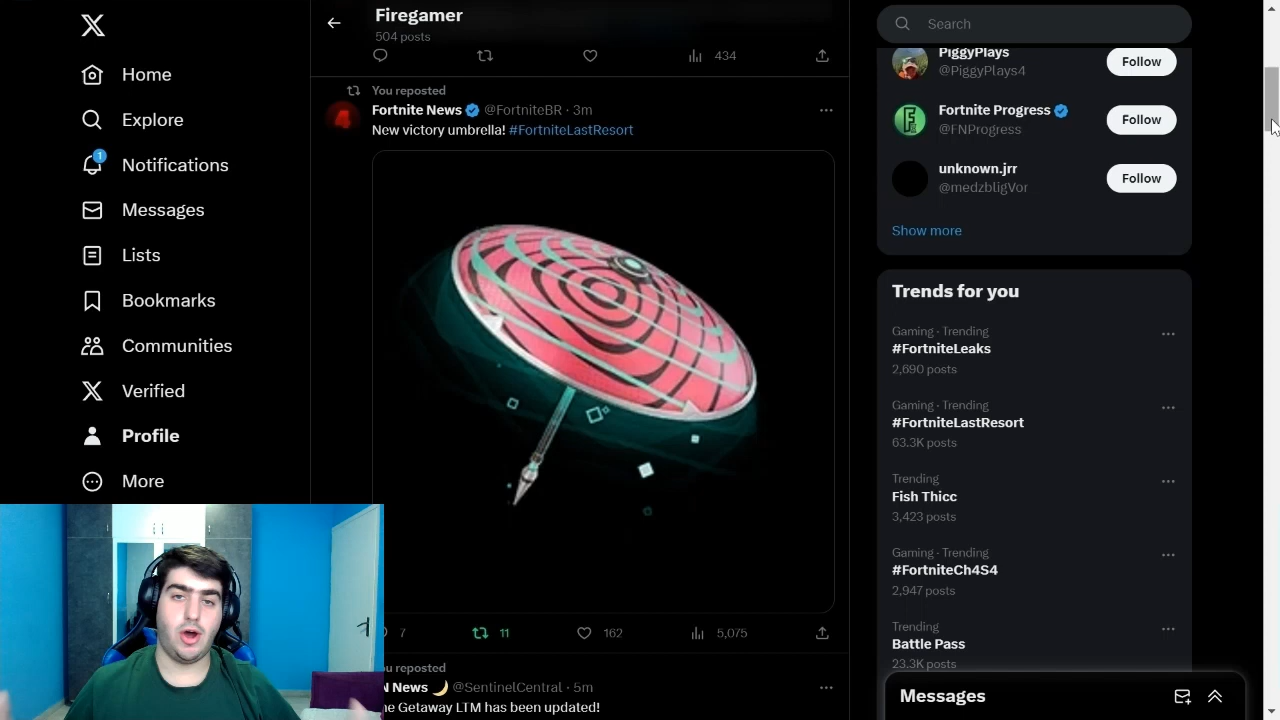 Home
Explore
1
Notifications
Messages
Lists
Bookmarks
Communities
Verified
Profile
More
Firegamer
504 posts
434
You reposted
Fortnite News @FortniteBR · 3m
New victory umbrella! #FortniteLastResort
7
11
162
5,075
ou reposted
N News 🌙 @SentinelCentral · 5m
he Getaway LTM has been updated!
Search
PiggyPlays
@PiggyPlays4
Follow
Fortnite Progress
@FNProgress
Follow
unknown.jrr
@medzbligVor
Follow
Show more
Trends for you
Gaming · Trending
#FortniteLeaks
2,690 posts
Gaming · Trending
#FortniteLastResort
63.3K posts
Trending
Fish Thicc
3,423 posts
Gaming · Trending
#FortniteCh4S4
2,947 posts
Trending
Battle Pass
23.3K posts
Messages